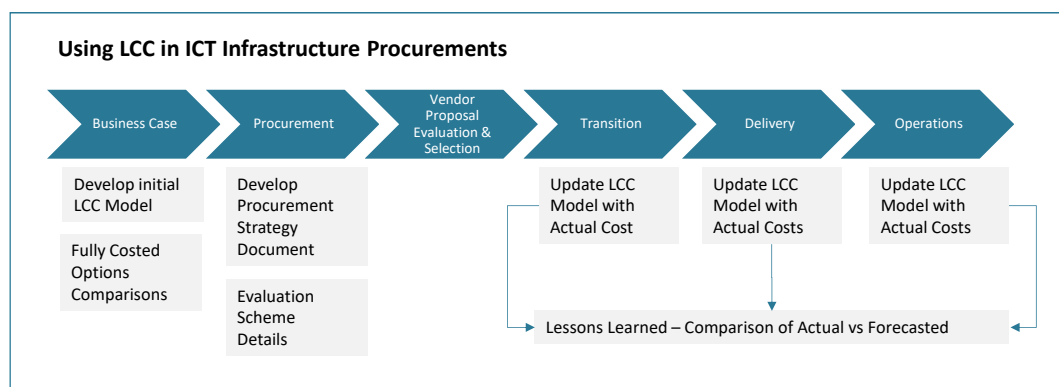 Using LCC in ICT Infrastructure Procurements
Business Case
Procurement
Vendor
Proposal
Evaluation &
Selection
Transition
Delivery
Operations
Develop initial
LCC Model
Fully Costed
Options
Comparisons
Develop
Procurement
Strategy
Document
Evaluation
Scheme
Details
Update LCC
Model with
Actual Cost
Update LCC
Model with
Actual Costs
Update LCC
Model with
Actual Costs
Lessons Learned – Comparison of Actual vs Forecasted